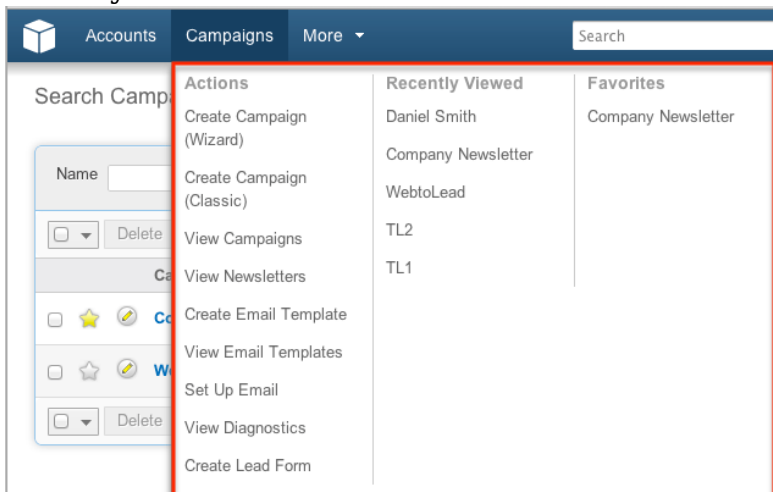 Accounts Campaigns More Search
Search Camp
Name
Delete
Ca
Co
We
Delete
Actions
Create Campaign
(Wizard)
Create Campaign
(Classic)
View Campaigns
View Newsletters
Create Email Template
View Email Templates
Set Up Email
View Diagnostics
Create Lead Form
Recently Viewed
Daniel Smith
Company Newsletter
WebtoLead
TL2
TL1
Favorites
Company Newsletter